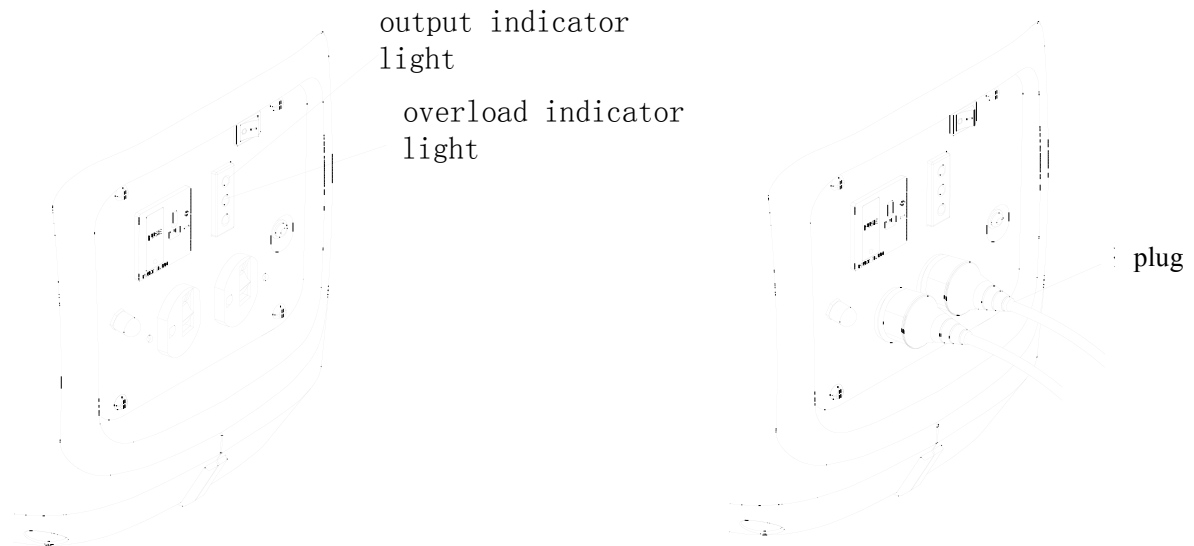 output indicator
light
overload indicator
light
plug